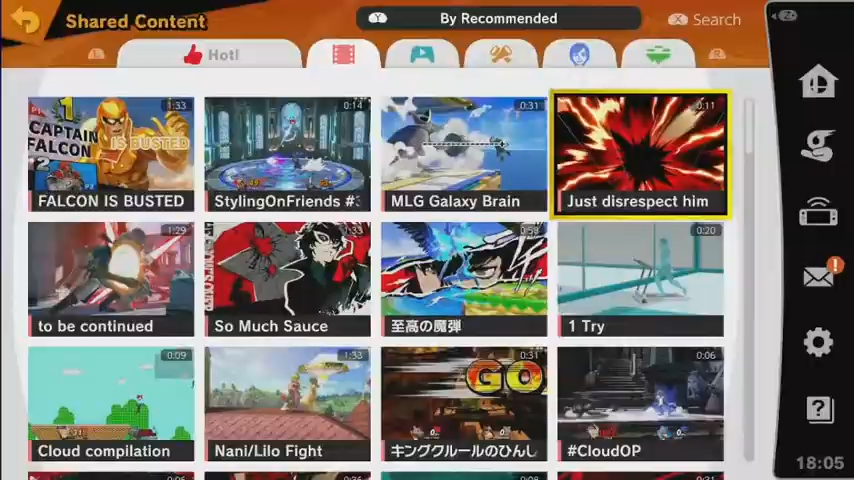 Shared Content
Y By Recommended
X Search
L
Hot!
R
ZL
1:33
1
CAPTAIN
FALCON
IS BUSTED
2
FALCON IS BUSTED
0:14
StylingOnFriends #3
0:31
MLG Galaxy Brain
0:11
Just disrespect him
1:29
to be continued
1:33
So Much Sauce
0:58
至高の魔弾
0:20
1 Try
0:09
Cloud compilation
1:33
Nani/Lilo Fight
0:31
GO
キングクルールのひんし
0:06
#CloudOP
18:05